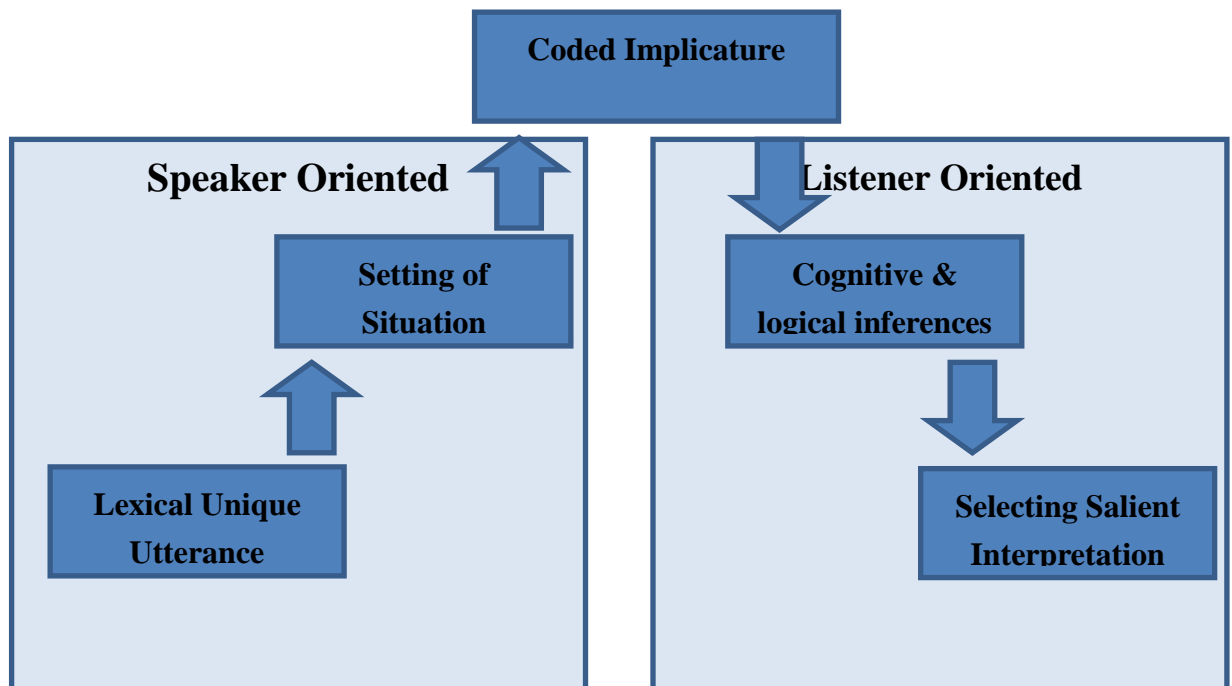 Coded Implicature
Speaker Oriented
Setting of
Situation
Lexical Unique
Utterance
Listener Oriented
Cognitive &
logical inferences
Selecting Salient
Interpretation